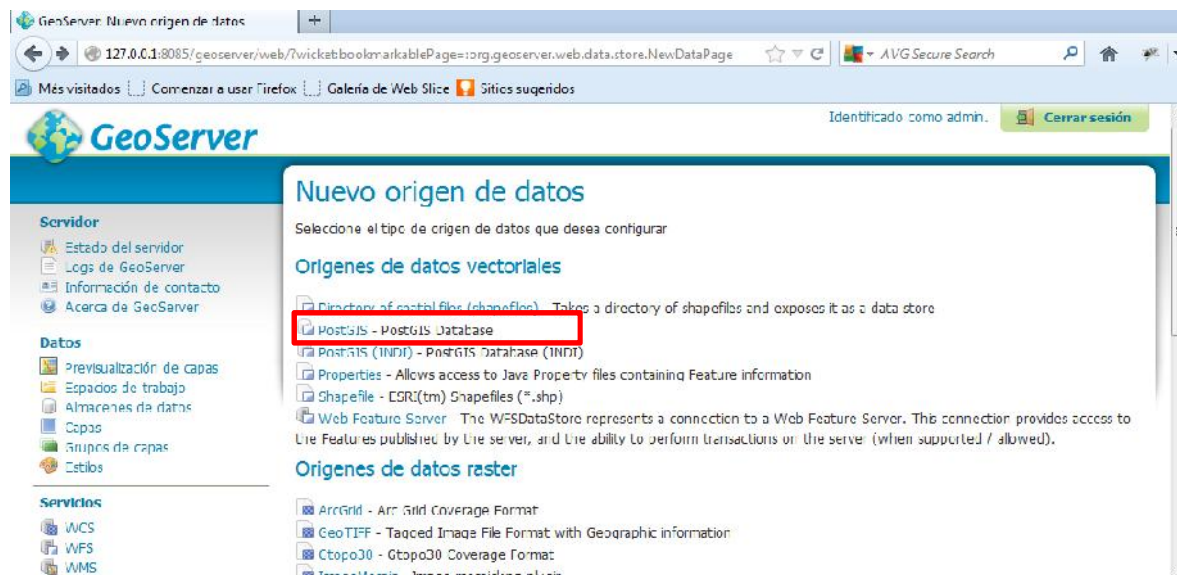 GeoServer: Nuevo origen de datos
127.0.0.1:8085/geoserver/web/?wicket:bookmarkablePage=:org.geoserver.web.data.store.NewDataPage
AVG Secure Search
Más visitados
Comenzar a usar Firefox
Galería de Web Slice
Sitios sugeridos
GeoServer
Identificado como admin.
Cerrar sesión
Servidor
Estado del servidor
Logs de GeoServer
Información de contacto
Acerca de GeoServer
Datos
Previsualización de capas
Espacios de trabajo
Almacenes de datos
Capas
Grupos de capas
Estilos
Servicios
WCS
WFS
WMS
Nuevo origen de datos
Seleccione el tipo de origen de datos que desea configurar
Origenes de datos vectoriales
Directory of spatial files (shapefiles) - Takes a directory of shapefiles and exposes it as a data store
PostGIS - PostGIS Database
PostGIS (JNDI) - PostGIS Database (JNDI)
Properties - Allows access to Java Property files containing Feature information
Shapefile - ESRI(tm) Shapefiles (*.shp)
Web Feature Server - The WFSDataStore represents a connection to a Web Feature Server. This connection provides access to
the Features published by the server, and the ability to perform transactions on the server (when supported / allowed).
Origenes de datos raster
ArcGrid - Arc Grid Coverage Format
GeoTIFF - Tagged Image File Format with Geographic information
Gtopo30 - Gtopo30 Coverage Format
ImageMosaic - Image mosaicking plugin